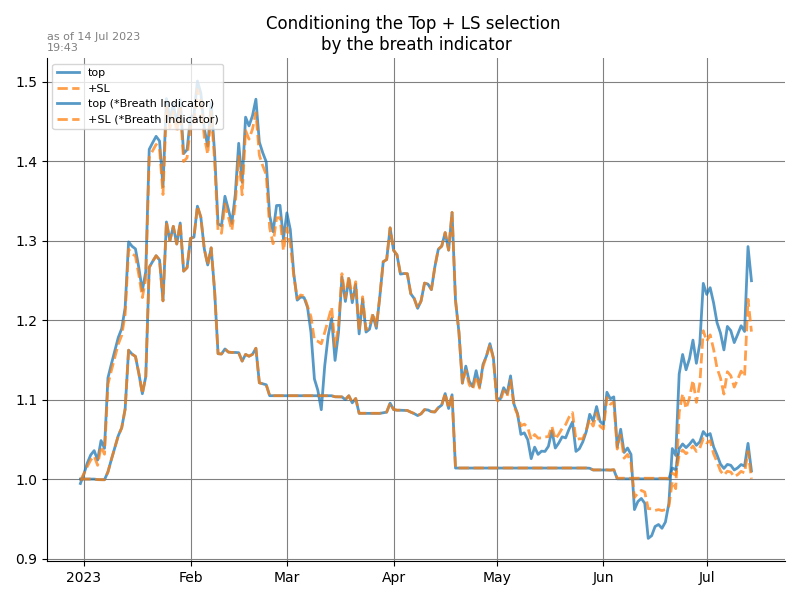 Conditioning the Top + LS selection
by the breath indicator
as of 14 Jul 2023
19:43
top
+SL
top (*Breath Indicator)
+SL (*Breath Indicator)
1.5
1.4
1.3
1.2
1.1
1.0
0.9
2023 Feb Mar Apr May Jun Jul